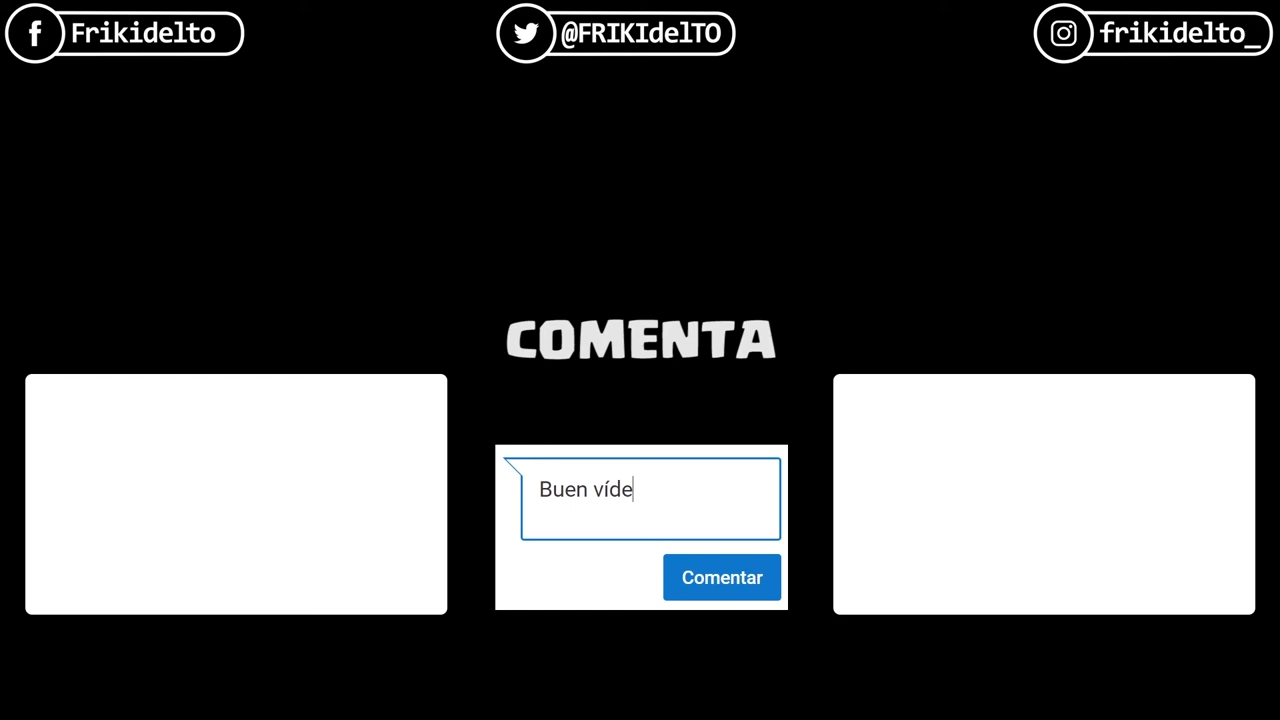 Frikidelto
@FRIKIdelTO
frikidelto_
COMENTA
Buen víde
Comentar